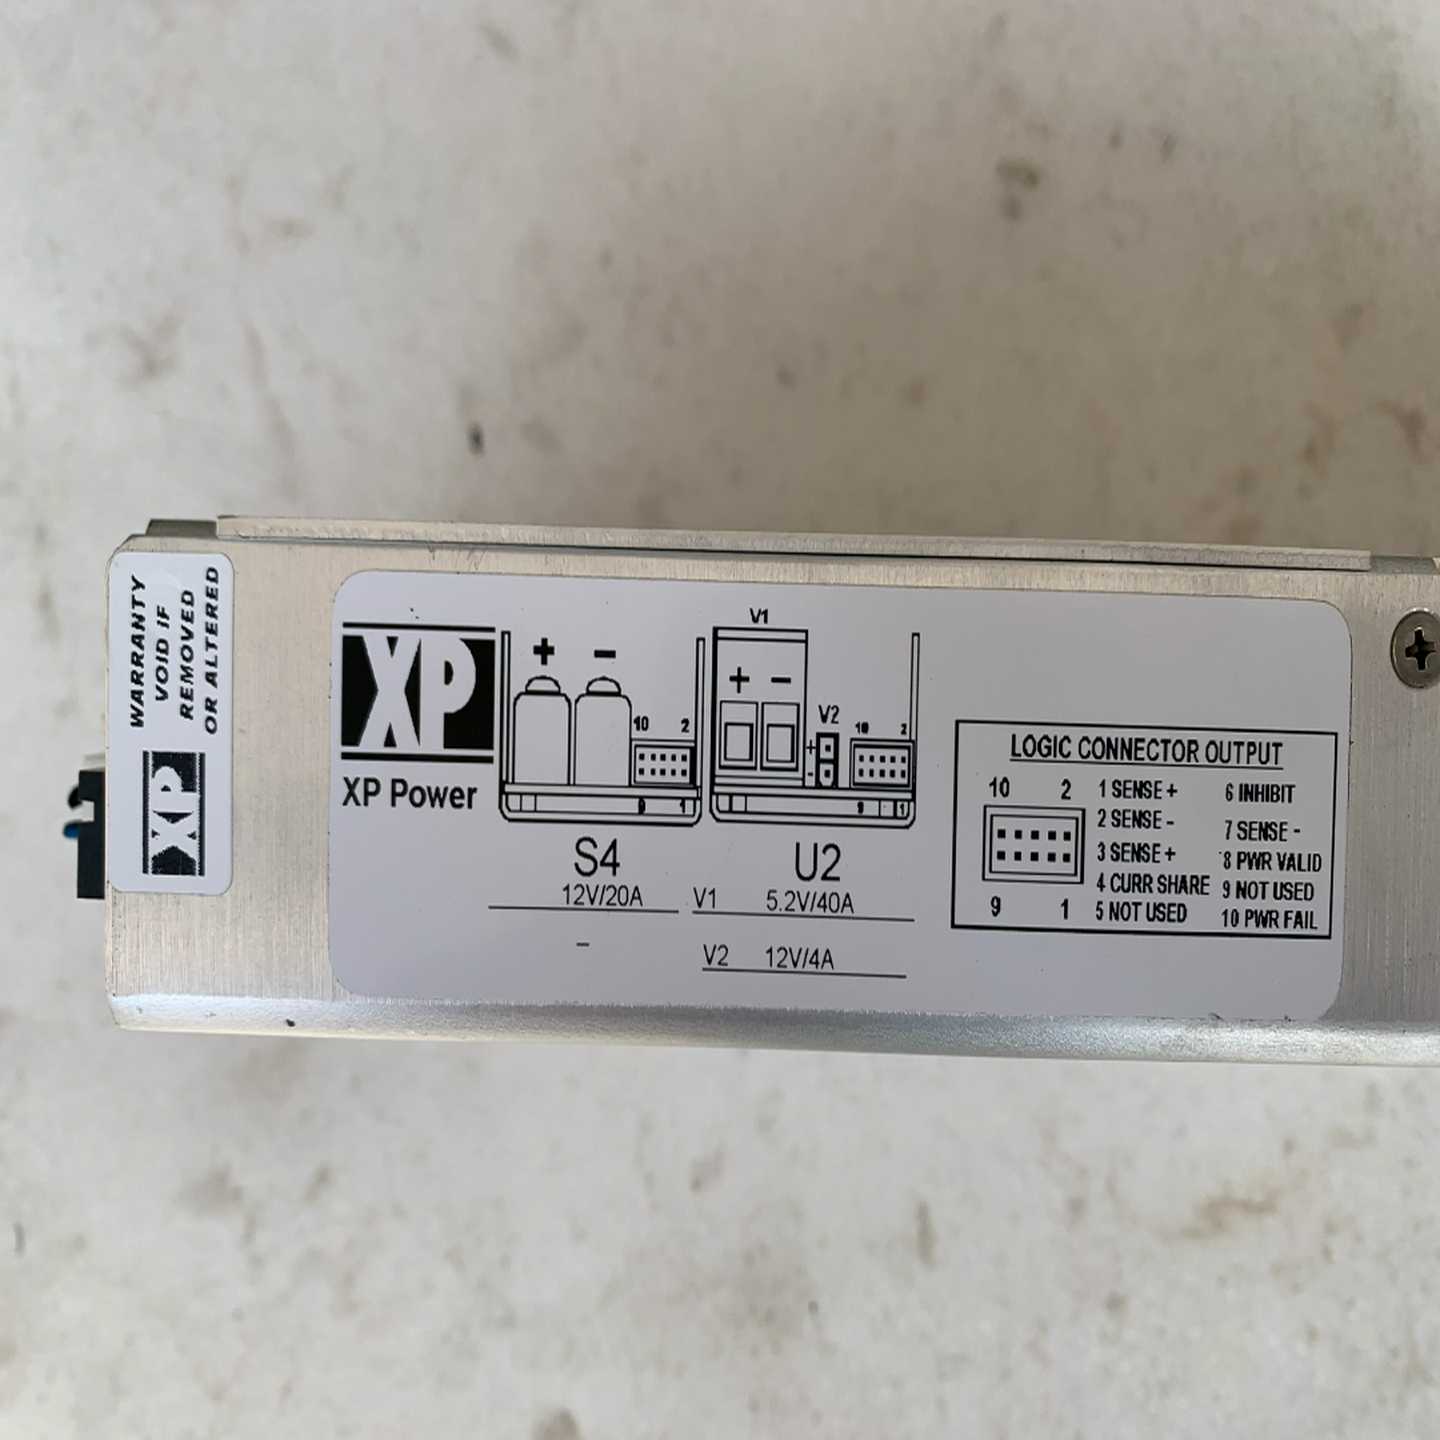 WARRANTY
VOID IF
REMOVED
OR ALTERED
XP
XP
XP Power
+ −
10 2
9 1
S4
12V/20A
−
V1
+ −
V2
+
-
10 2
9 1
U2
V1 5.2V/40A
V2 12V/4A
LOGIC CONNECTOR OUTPUT
10 2
9 1
1 SENSE +
2 SENSE -
3 SENSE +
4 CURR SHARE
5 NOT USED
6 INHIBIT
7 SENSE -
8 PWR VALID
9 NOT USED
10 PWR FAIL